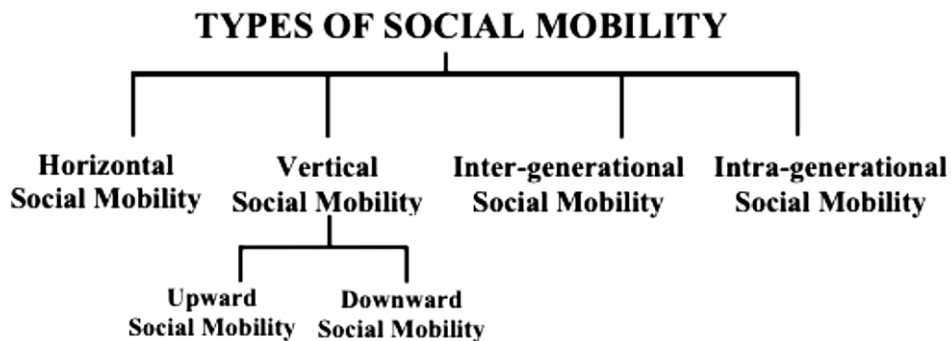 TYPES OF SOCIAL MOBILITY
Horizontal
Social Mobility
Vertical
Social Mobility
Inter-generational
Social Mobility
Intra-generational
Social Mobility
Upward
Social Mobility
Downward
Social Mobility